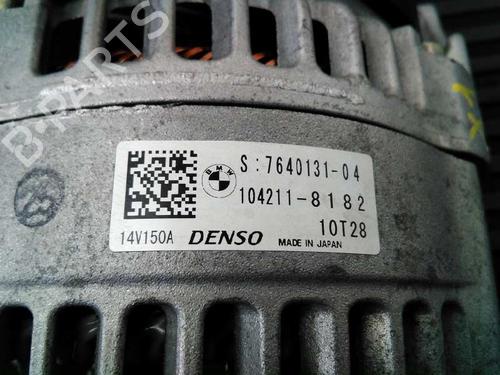 S:7640131-04
BMW
104211-8182
10T28
14V150A DENSO MADE IN JAPAN
B-PARTS